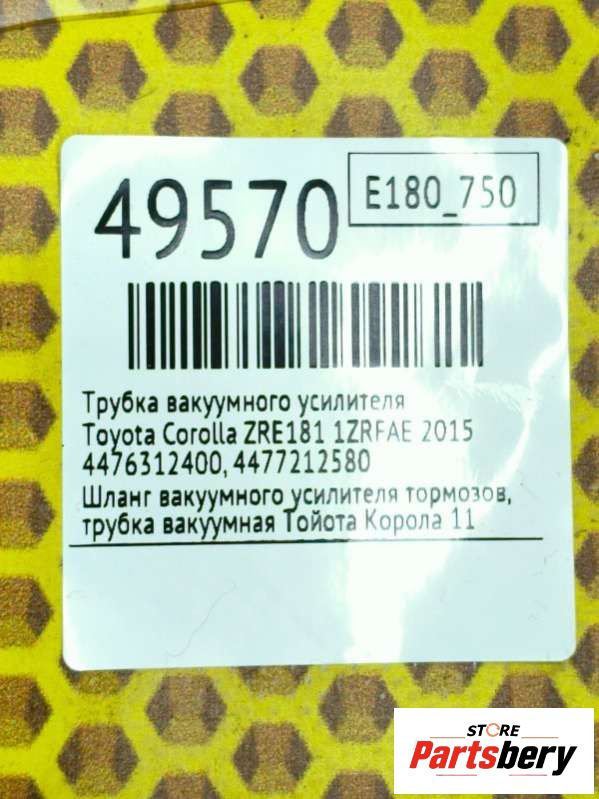 49570
E180_750
Трубка вакуумного усилителя
Toyota Corolla ZRE181 1ZRFAE 2015
4476312400, 4477212580
Шланг вакуумного усилителя тормозов,
трубка вакуумная Тойота Корола 11
STORE
Partsbery